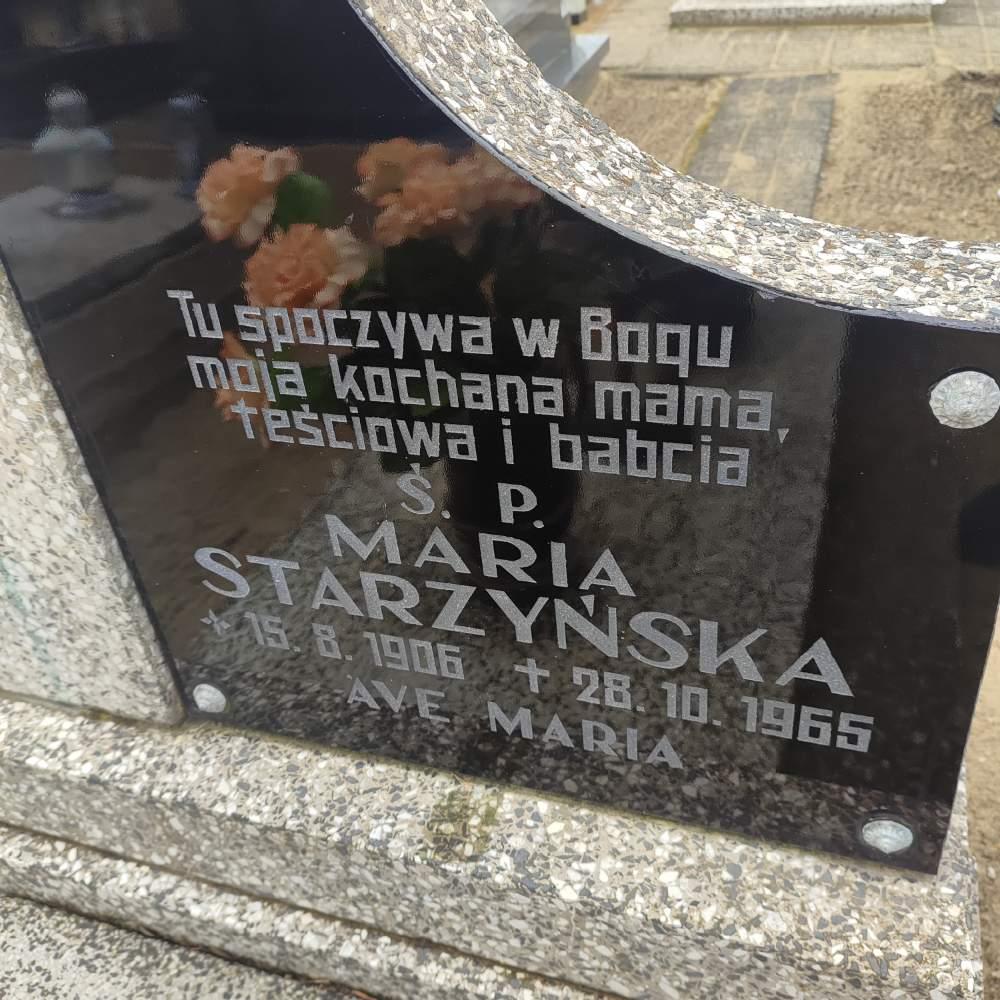 Tu spoczywa w Bogu
moja kochana mama,
teściowa i babcia
Ś. P.
MARIA
STARZYŃSKA
* 15. 8. 1906 + 28. 10. 1965
AVE MARIA